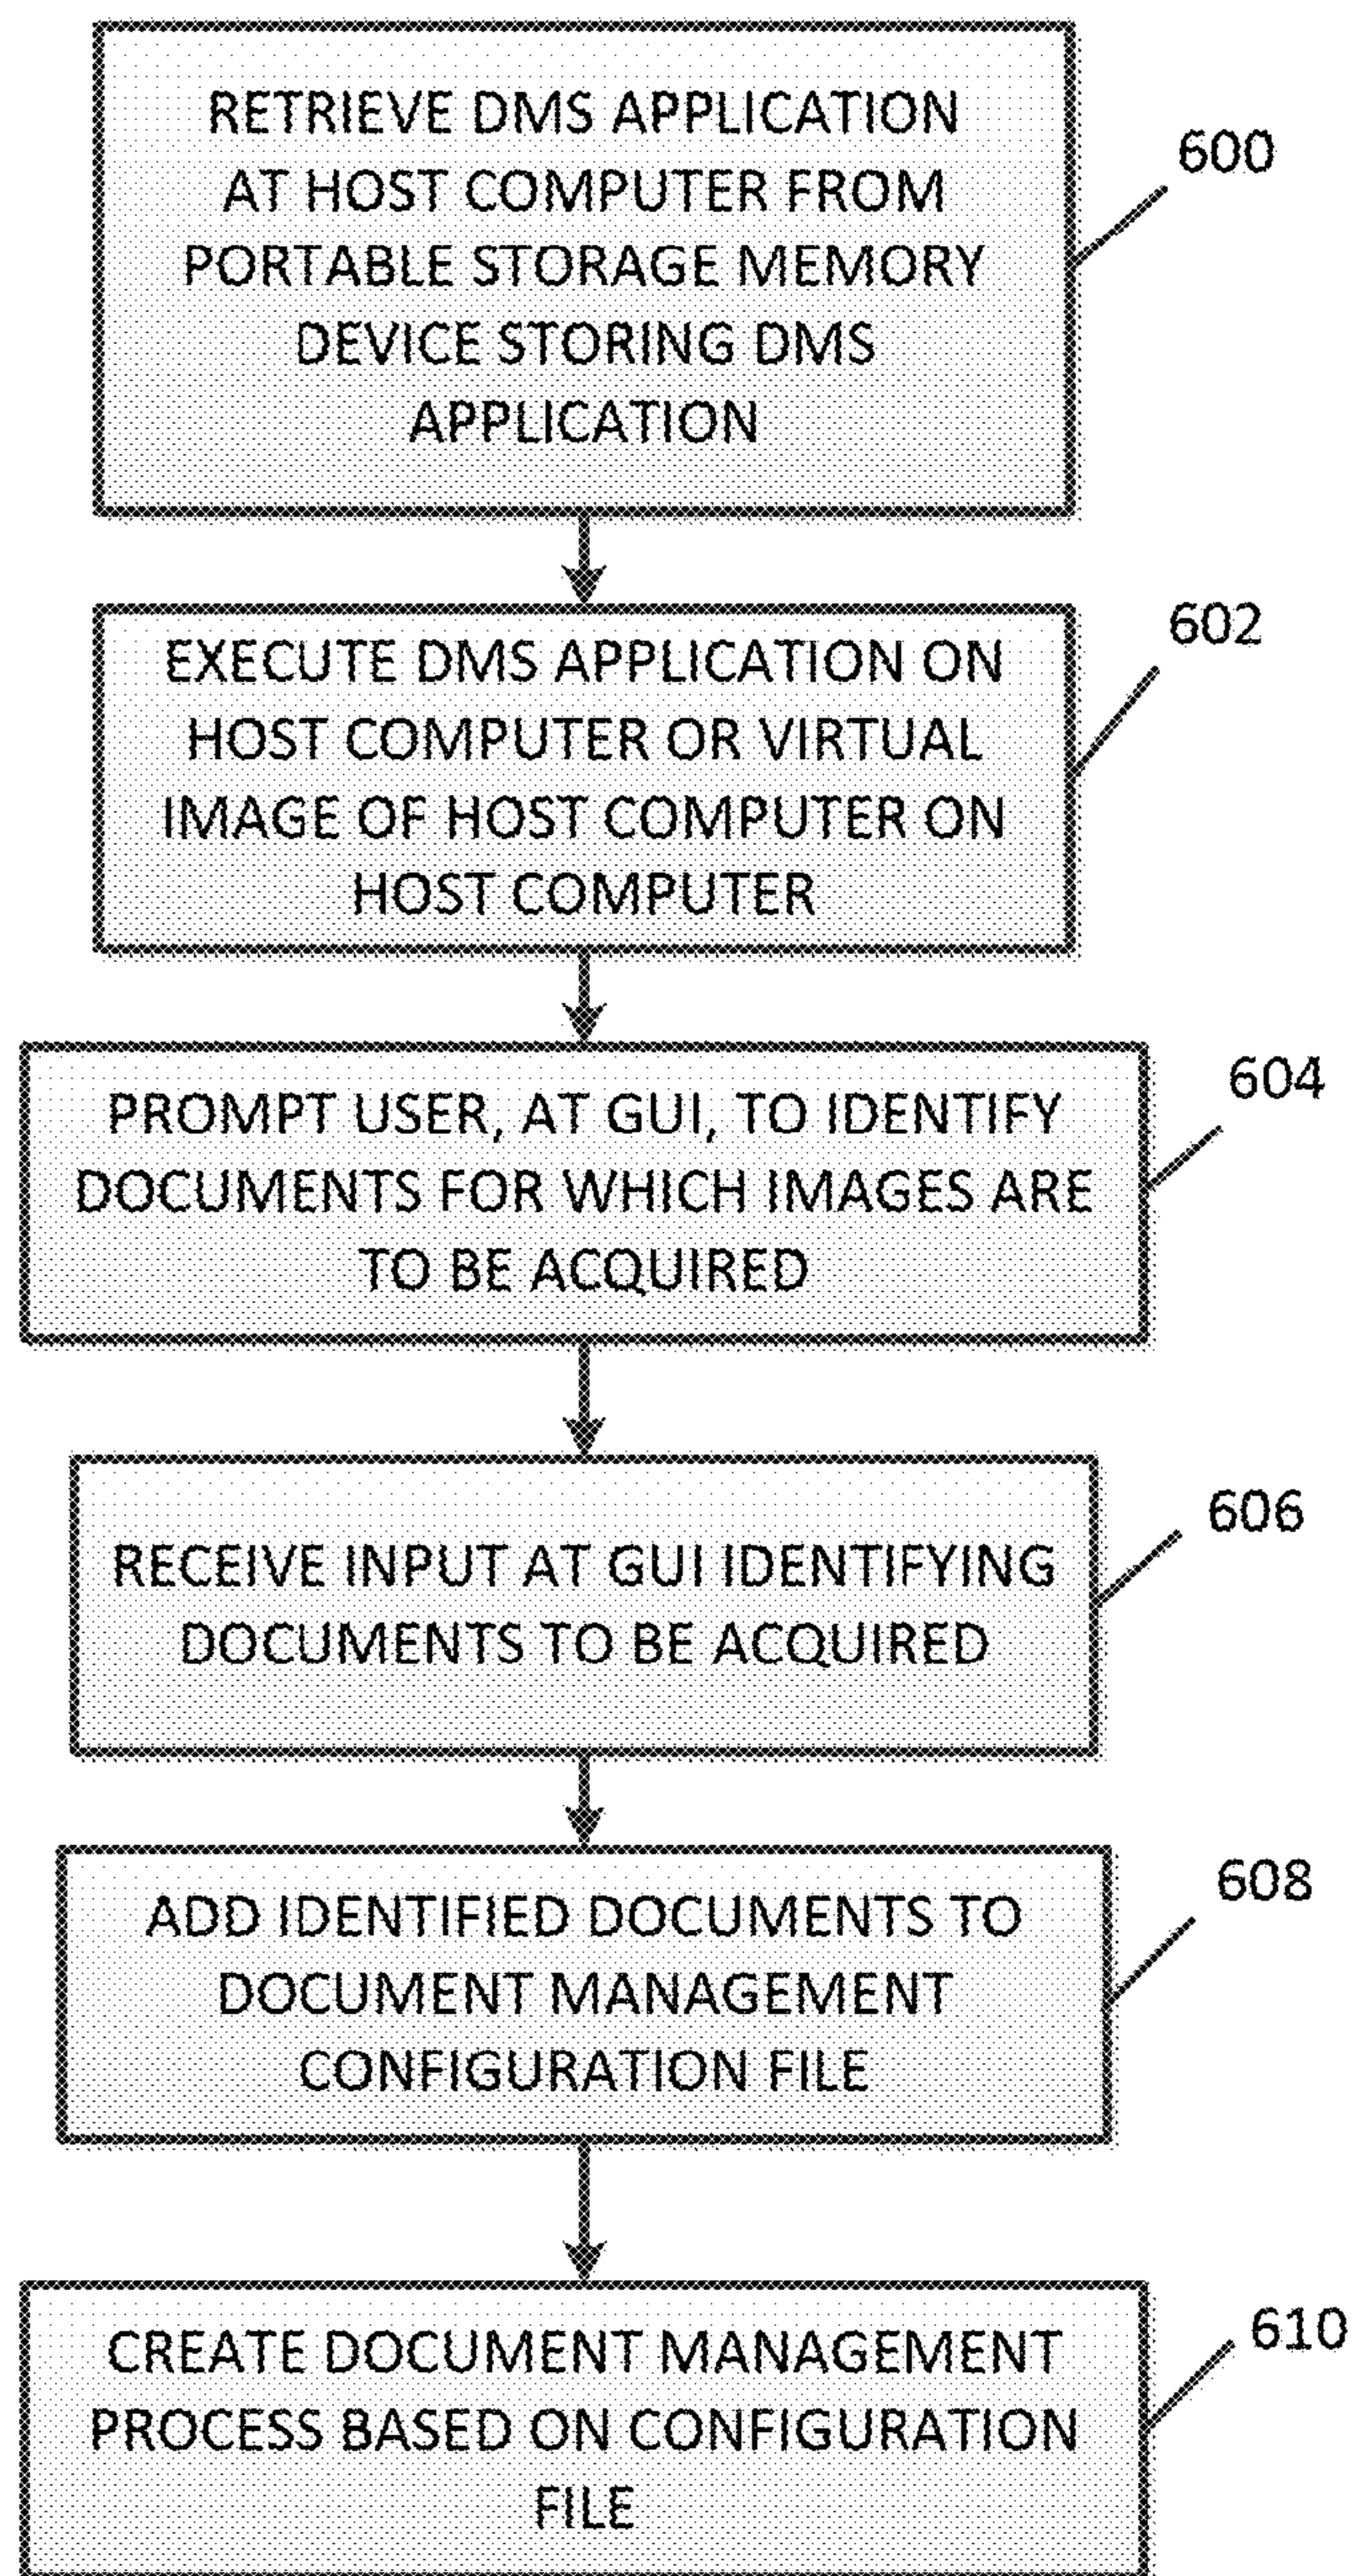 RETRIEVE DMS APPLICATION
AT HOST COMPUTER FROM
PORTABLE STORAGE MEMORY
DEVICE STORING DMS
APPLICATION
600
EXECUTE DMS APPLICATION ON
HOST COMPUTER OR VIRTUAL
IMAGE OF HOST COMPUTER ON
HOST COMPUTER
602
PROMPT USER, AT GUI, TO IDENTIFY
DOCUMENTS FOR WHICH IMAGES ARE
TO BE ACQUIRED
604
RECEIVE INPUT AT GUI IDENTIFYING
DOCUMENTS TO BE ACQUIRED
606
ADD IDENTIFIED DOCUMENTS TO
DOCUMENT MANAGEMENT
CONFIGURATION FILE
608
CREATE DOCUMENT MANAGEMENT
PROCESS BASED ON CONFIGURATION
FILE
610